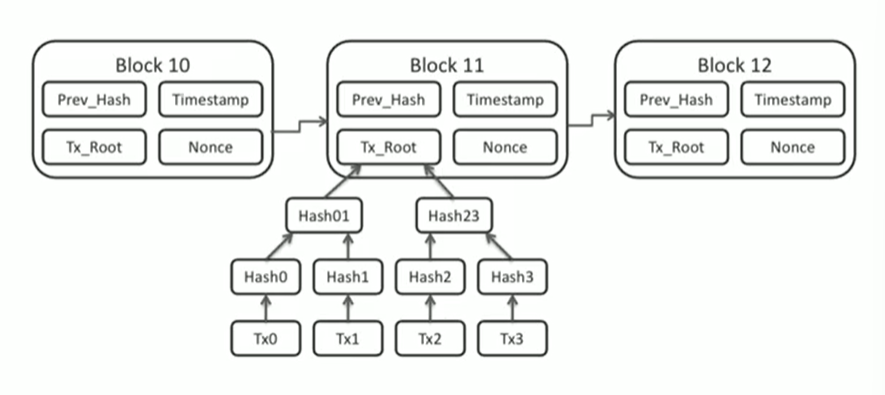 Block 10
Prev_Hash Timestamp
Tx_Root Nonce
Block 11
Prev_Hash Timestamp
Tx_Root Nonce
Block 12
Prev_Hash Timestamp
Tx_Root Nonce
Hash01 Hash23
Hash0 Hash1 Hash2 Hash3
Tx0 Tx1 Tx2 Tx3